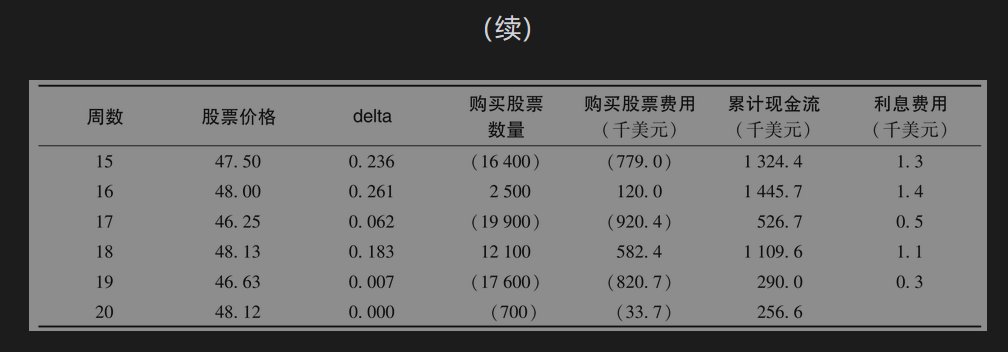 (续)
周数 股票价格 delta 购买股票数量 购买股票费用（千美元） 累计现金流（千美元） 利息费用（千美元）
15 47.50 0.236 (16 400) (779.0) 1 324.4 1.3
16 48.00 0.261 2 500 120.0 1 445.7 1.4
17 46.25 0.062 (19 900) (920.4) 526.7 0.5
18 48.13 0.183 12 100 582.4 1 109.6 1.1
19 46.63 0.007 (17 600) (820.7) 290.0 0.3
20 48.12 0.000 (700) (33.7) 256.6